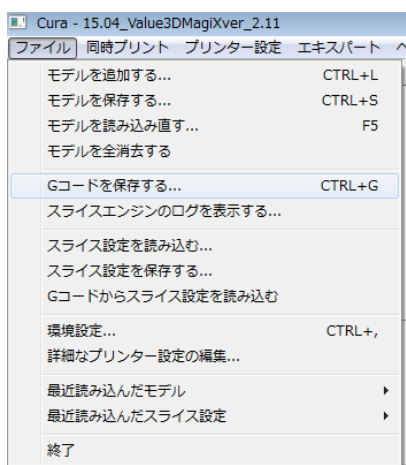 Cura - 15.04_Value3DMagiXver_2.11
ファイル 同時プリント プリンター設定 エキスパート ヘ
モデルを追加する... CTRL+L
モデルを保存する... CTRL+S
モデルを読み込み直す... F5
モデルを全消去する
Gコードを保存する... CTRL+G
スライスエンジンのログを表示する...
スライス設定を読み込む...
スライス設定を保存する...
Gコードからスライス設定を読み込む
環境設定... CTRL+,
詳細なプリンター設定の編集...
最近読み込んだモデル
最近読み込んだスライス設定
終了